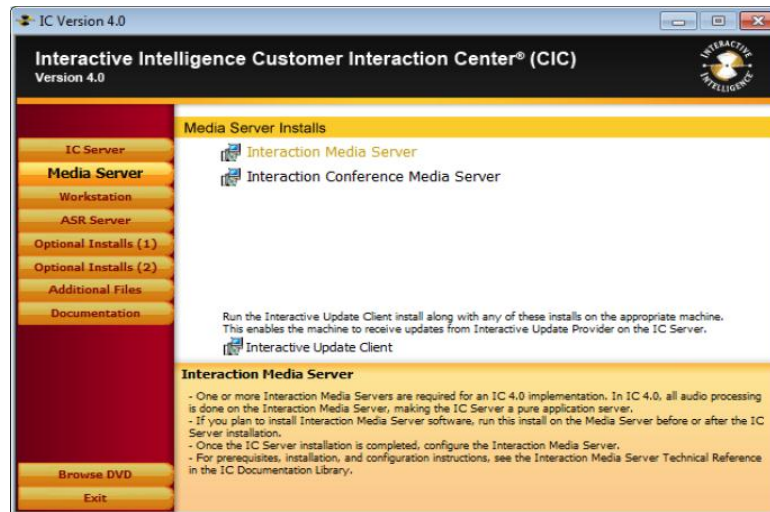 IC Version 4.0
Interactive Intelligence Customer Interaction Center® (CIC)
Version 4.0
INTERACTIVE
INTELLIGENCE
Media Server Installs
IC Server
Media Server
Workstation
ASR Server
Optional Installs (1)
Optional Installs (2)
Additional Files
Documentation
Browse DVD
Exit
Interaction Media Server
Interaction Conference Media Server
Run the Interactive Update Client install along with any of these installs on the appropriate machine.
This enables the machine to receive updates from Interactive Update Provider on the IC Server.
Interactive Update Client
Interaction Media Server
- One or more Interaction Media Servers are required for an IC 4.0 implementation. In IC 4.0, all audio processing
is done on the Interaction Media Server, making the IC Server a pure application server.
- If you plan to install Interaction Media Server software, run this install on the Media Server before or after the IC
Server installation.
- Once the IC Server installation is completed, configure the Interaction Media Server.
- For prerequisites, installation, and configuration instructions, see the Interaction Media Server Technical Reference
in the IC Documentation Library.